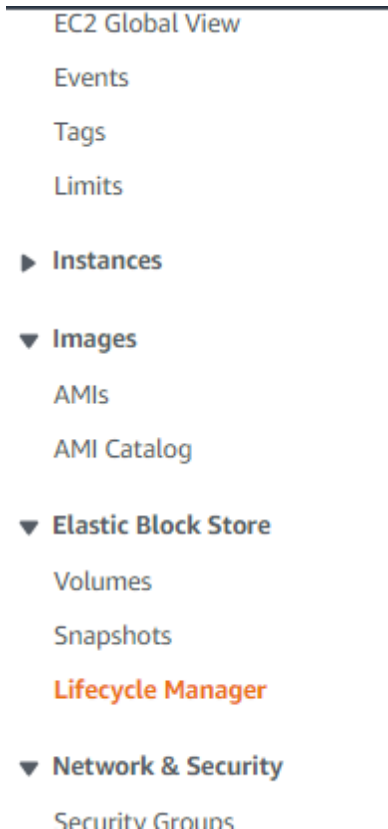 EC2 Global View
Events
Tags
Limits
Instances
Images
AMIs
AMI Catalog
Elastic Block Store
Volumes
Snapshots
Lifecycle Manager
Network & Security
Security Groups